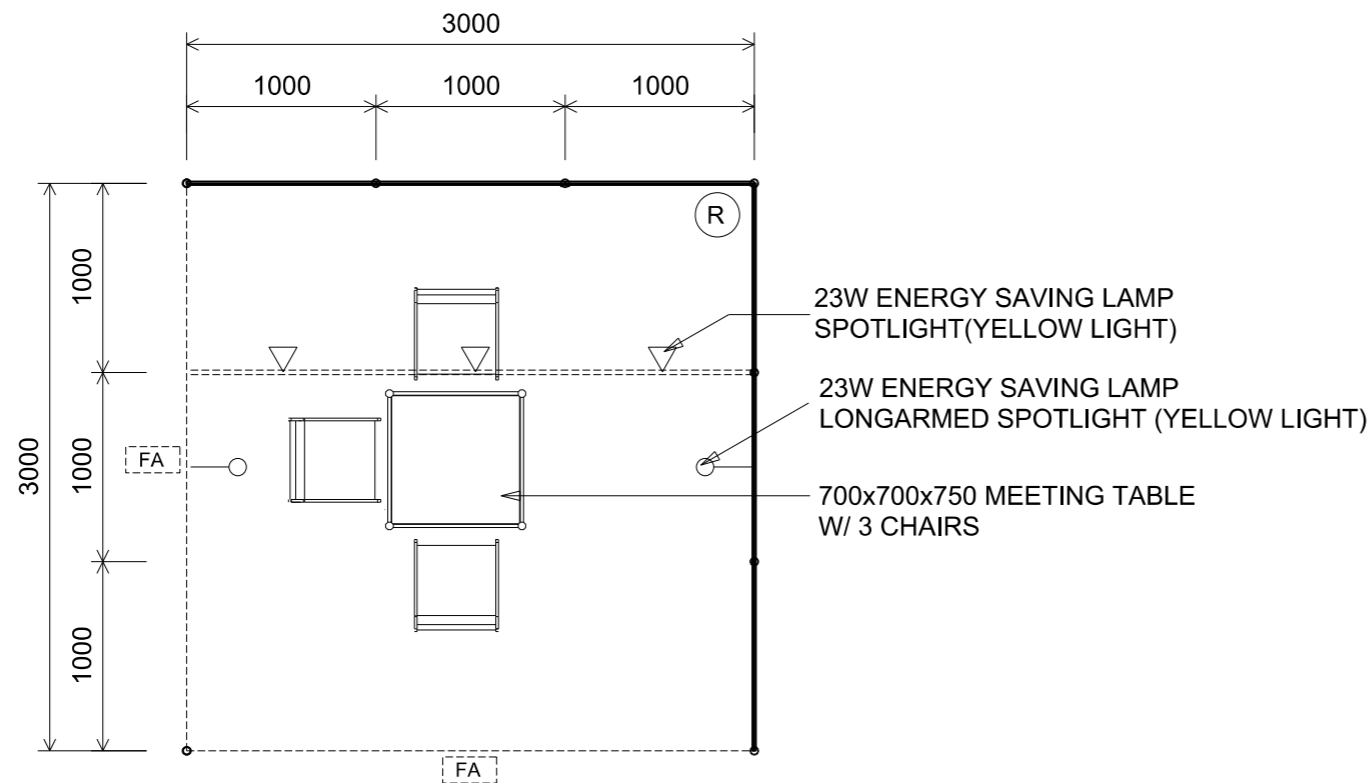 3000
1000 1000 1000
R
1000
23W ENERGY SAVING LAMP
SPOTLIGHT(YELLOW LIGHT)
23W ENERGY SAVING LAMP
LONGARMED SPOTLIGHT (YELLOW LIGHT)
3000
1000
FA
700x700x750 MEETING TABLE
W/ 3 CHAIRS
1000
FA